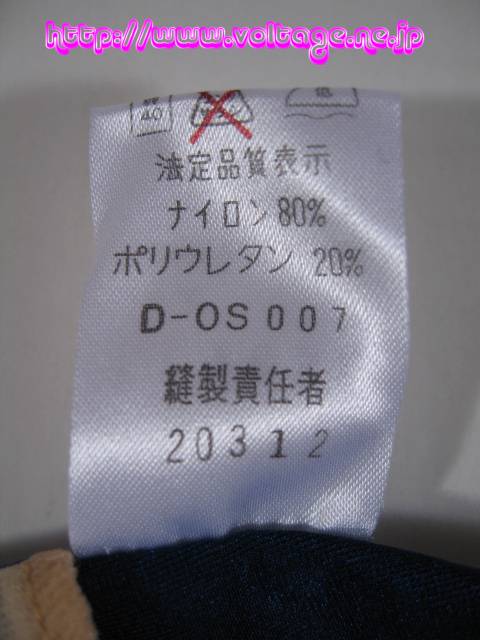 http://www.voltage.ne.jp
40
法定品質表示
ナイロン 80%
ポリウレタン 20%
D-OS007
縫製責任者
20312